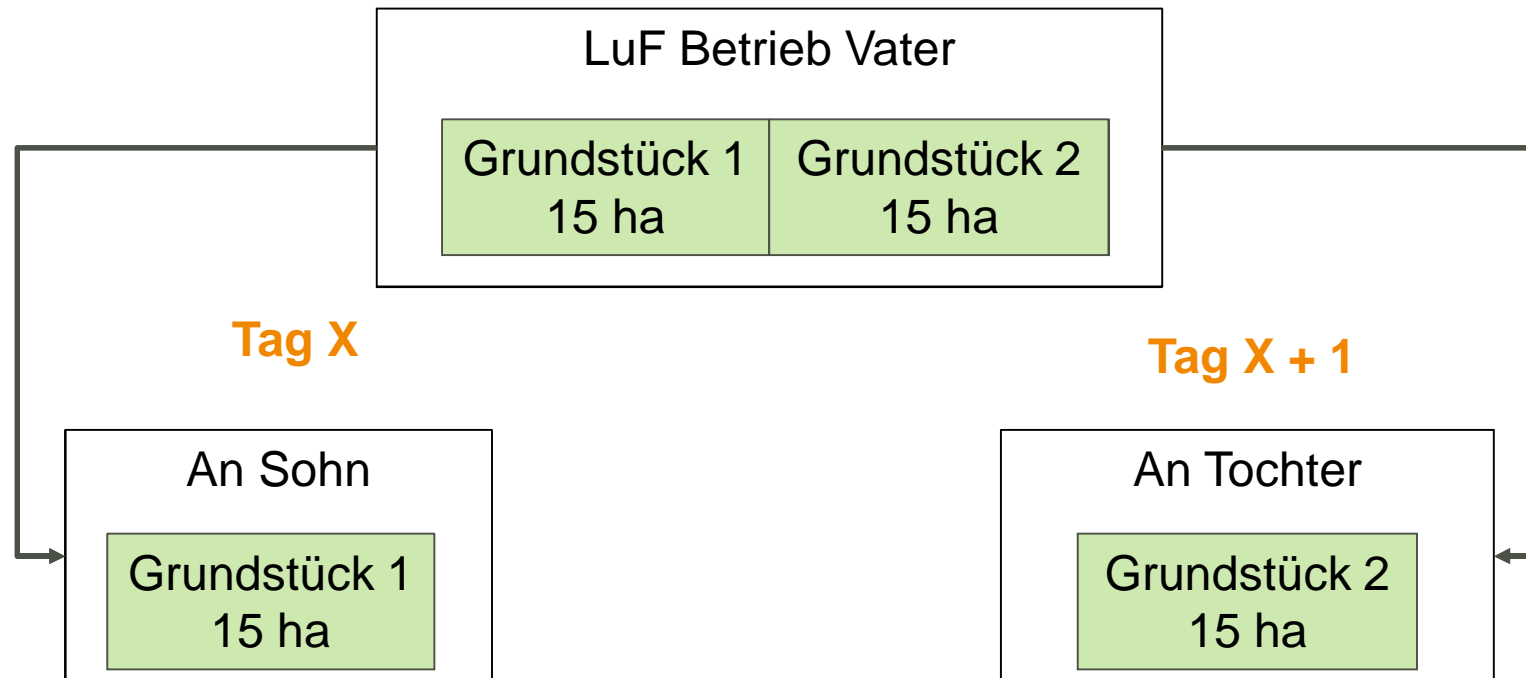 LuF Betrieb Vater
Grundstück 1
15 ha
Grundstück 2
15 ha
Tag X
Tag X + 1
An Sohn
Grundstück 1
15 ha
An Tochter
Grundstück 2
15 ha